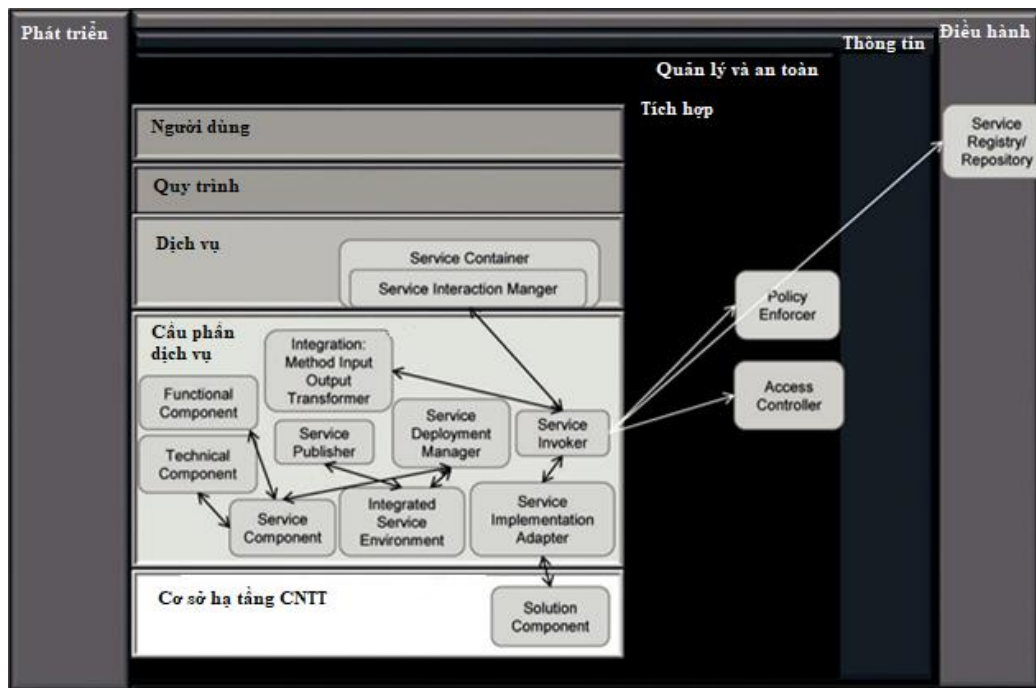 Phát triển
Điều hành
Thông tin
Quản lý và an toàn
Tích hợp
Người dùng
Service
Registry/
Repository
Quy trình
Dịch vụ
Service Container
Service Interaction Manger
Policy
Enforcer
Cấu phần
dịch vụ
Integration:
Method Input
Output
Transformer
Functional
Component
Access
Controller
Service
Publisher
Service
Deployment
Manager
Service
Invoker
Technical
Component
Service
Component
Integrated
Service
Environment
Service
Implementation
Adapter
Cơ sở hạ tầng CNTT
Solution
Component